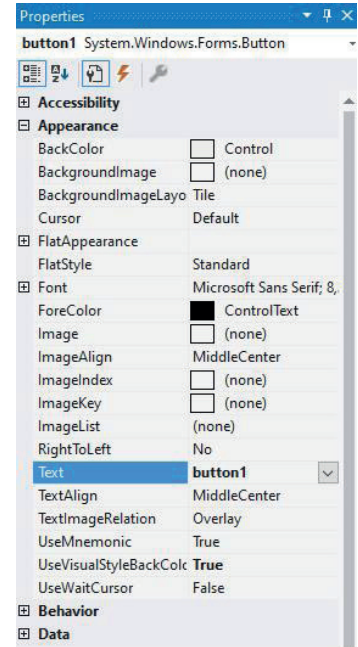 Properties
button1 System.Windows.Forms.Button
Accessibility
Appearance
BackColor Control
BackgroundImage (none)
BackgroundImageLayo Tile
Cursor Default
FlatAppearance
FlatStyle Standard
Font Microsoft Sans Serif; 8,
ForeColor ControlText
Image (none)
ImageAlign MiddleCenter
ImageIndex (none)
ImageKey (none)
ImageList (none)
RightToLeft No
Text button1
TextAlign MiddleCenter
TextImageRelation Overlay
UseMnemonic True
UseVisualStyleBackColo True
UseWaitCursor False
Behavior
Data